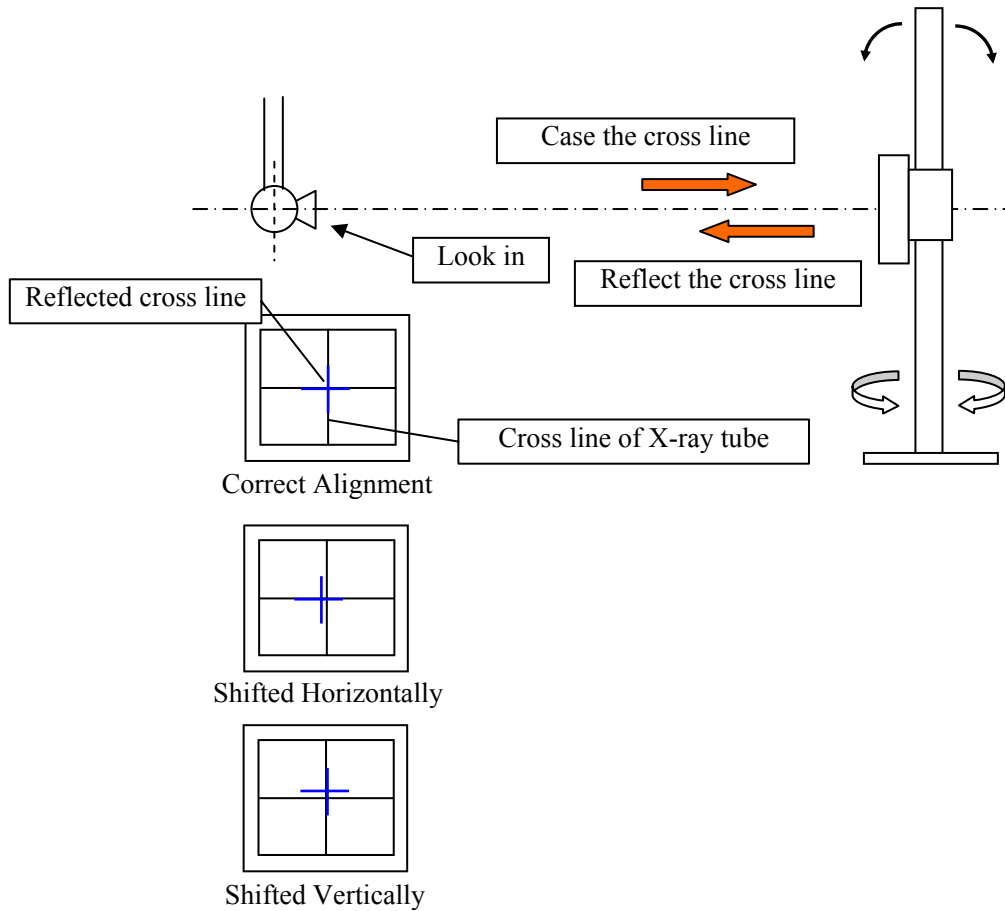 Case the cross line
Look in
Reflect the cross line
Reflected cross line
Cross line of X-ray tube
Correct Alignment
Shifted Horizontally
Shifted Vertically